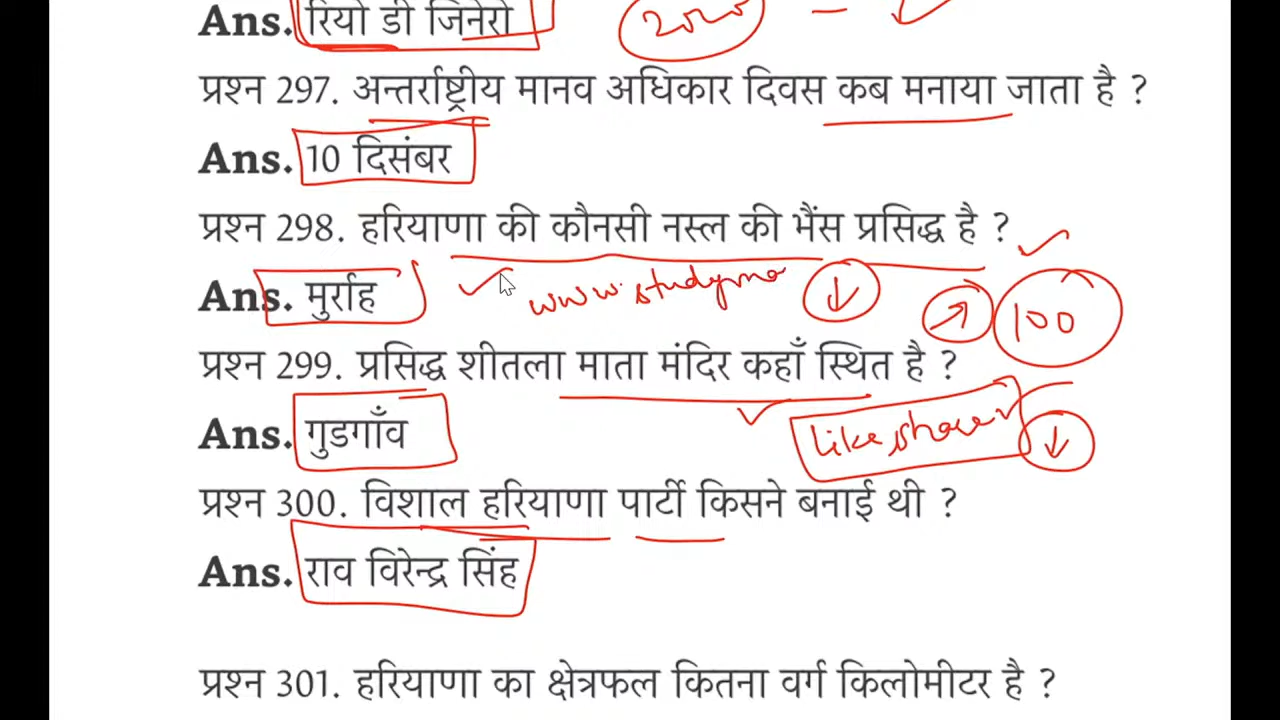 Ans. रियो डी जिनेरो 2020
प्रश्न 297. अन्तर्राष्ट्रीय मानव अधिकार दिवस कब मनाया जाता है ?
Ans. 10 दिसंबर
प्रश्न 298. हरियाणा की कौनसी नस्ल की भैंस प्रसिद्ध है ?
Ans. मुर्राह
www.studyma
100
प्रश्न 299. प्रसिद्ध शीतला माता मंदिर कहाँ स्थित है ?
Ans. गुडगाँव
like, share
प्रश्न 300. विशाल हरियाणा पार्टी किसने बनाई थी ?
Ans. राव विरेन्द्र सिंह
प्रश्न 301. हरियाणा का क्षेत्रफल कितना वर्ग किलोमीटर है ?